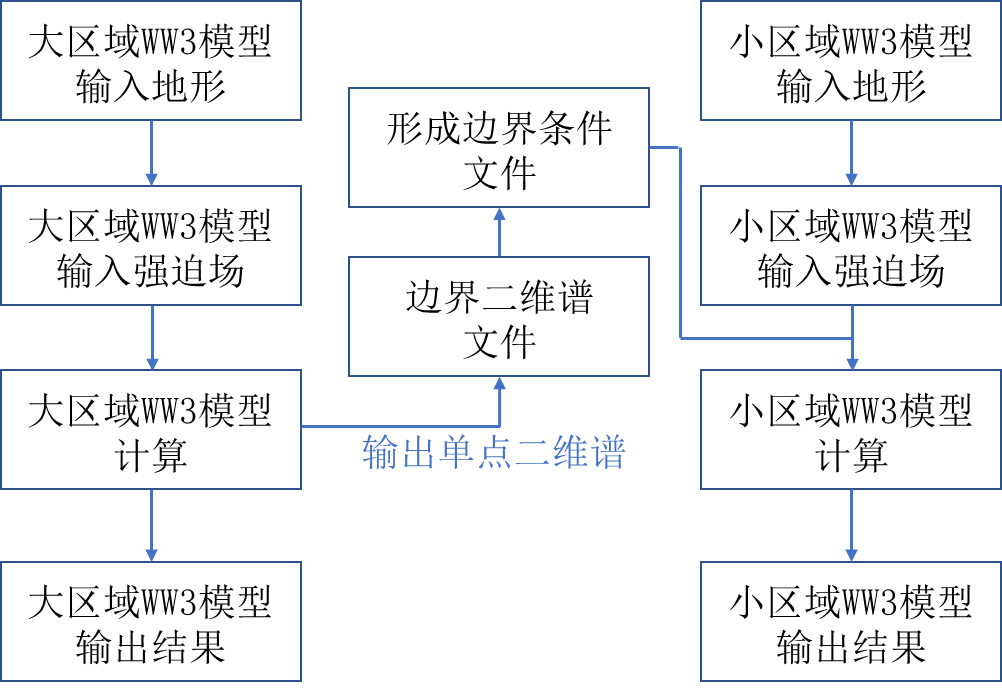 大区域WW3模型
输入地形
大区域WW3模型
输入强迫场
大区域WW3模型
计算
大区域WW3模型
输出结果
形成边界条件
文件
边界二维谱
文件
输出单点二维谱
小区域WW3模型
输入地形
小区域WW3模型
输入强迫场
小区域WW3模型
计算
小区域WW3模型
输出结果